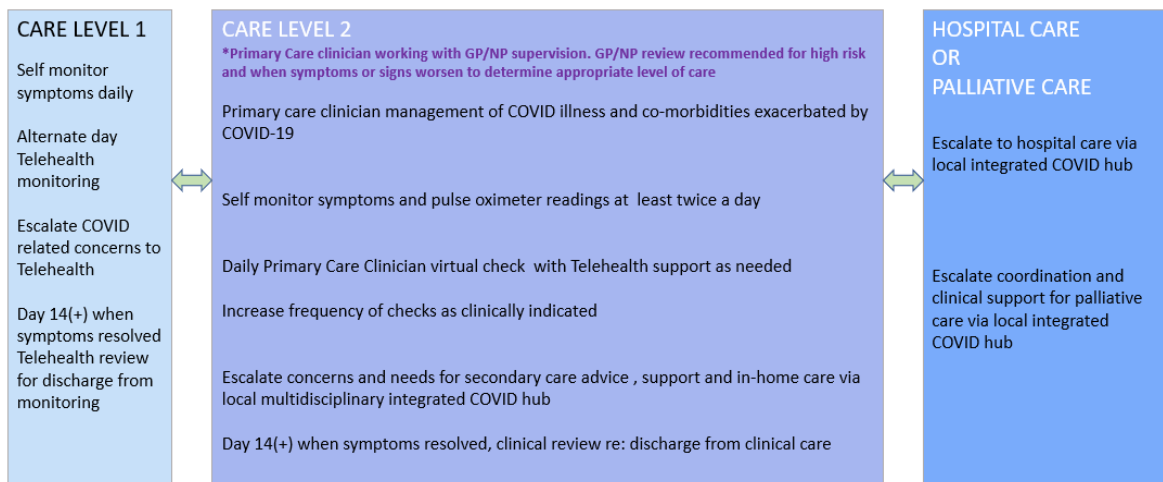 CARE LEVEL 1
Self monitor
symptoms daily
Alternate day
Telehealth
monitoring
Escalate COVID
related concerns to
Telehealth
Day 14(+) when
symptoms resolved
Telehealth review
for discharge from
monitoring
CARE LEVEL 2
*Primary Care clinician working with GP/NP supervision. GP/NP review recommended for high risk
and when symptoms or signs worsen to determine appropriate level of care
Primary care clinician management of COVID illness and co-morbidities exacerbated by
COVID-19
Self monitor symptoms and pulse oximeter readings at least twice a day
Daily Primary Care Clinician virtual check with Telehealth support as needed
Increase frequency of checks as clinically indicated
Escalate concerns and needs for secondary care advice , support and in-home care via
local multidisciplinary integrated COVID hub
Day 14(+) when symptoms resolved, clinical review re: discharge from clinical care
HOSPITAL CARE
OR
PALLIATIVE CARE
Escalate to hospital care via
local integrated COVID hub
Escalate coordination and
clinical support for palliative
care via local integrated
COVID hub